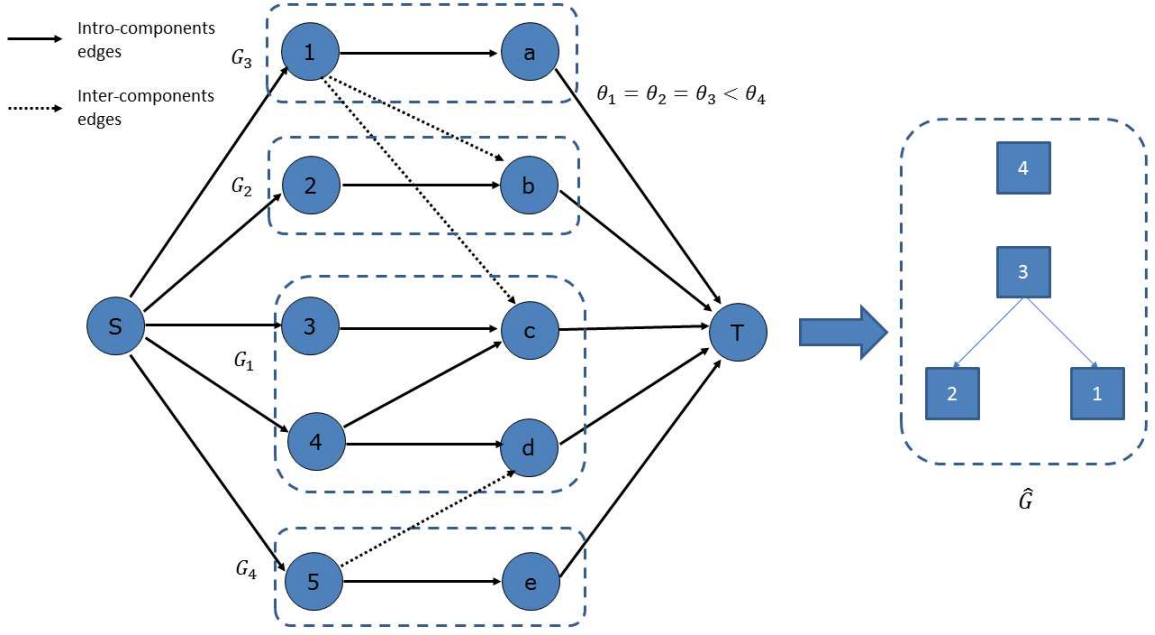 Intro-components
edges
Inter-components
edges
G₃
1
a
θ₁ = θ₂ = θ₃ < θ₄
G₂
2
b
S
G₁
3
c
4
d
T
G₄
5
e
4
3
2
1
Ĝ